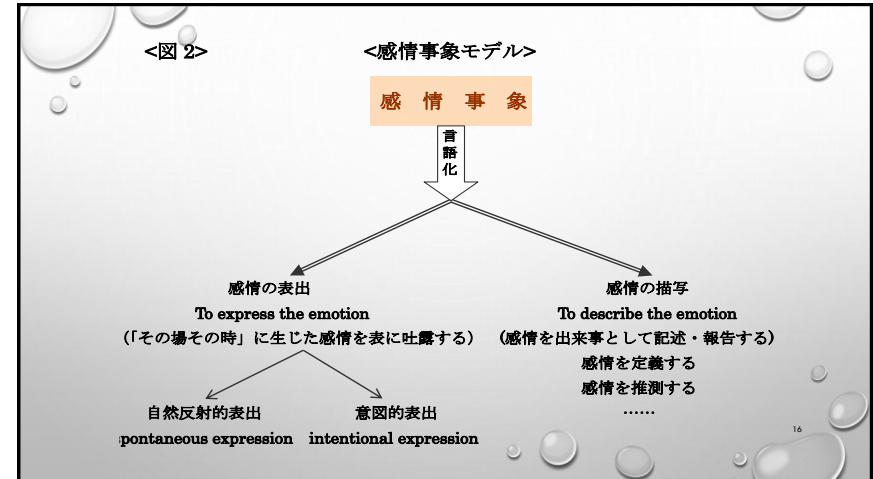 <図 2>
<感情事象モデル>
感 情 事 象
言語化
感情の表出
To express the emotion
(「その場その時」に生じた感情を表に吐露する)
感情の描写
To describe the emotion
(感情を出来事として記述・報告する)
感情を定義する
感情を推測する
……
自然反射的表出
pontaneous expression
意図的表出
intentional expression
16